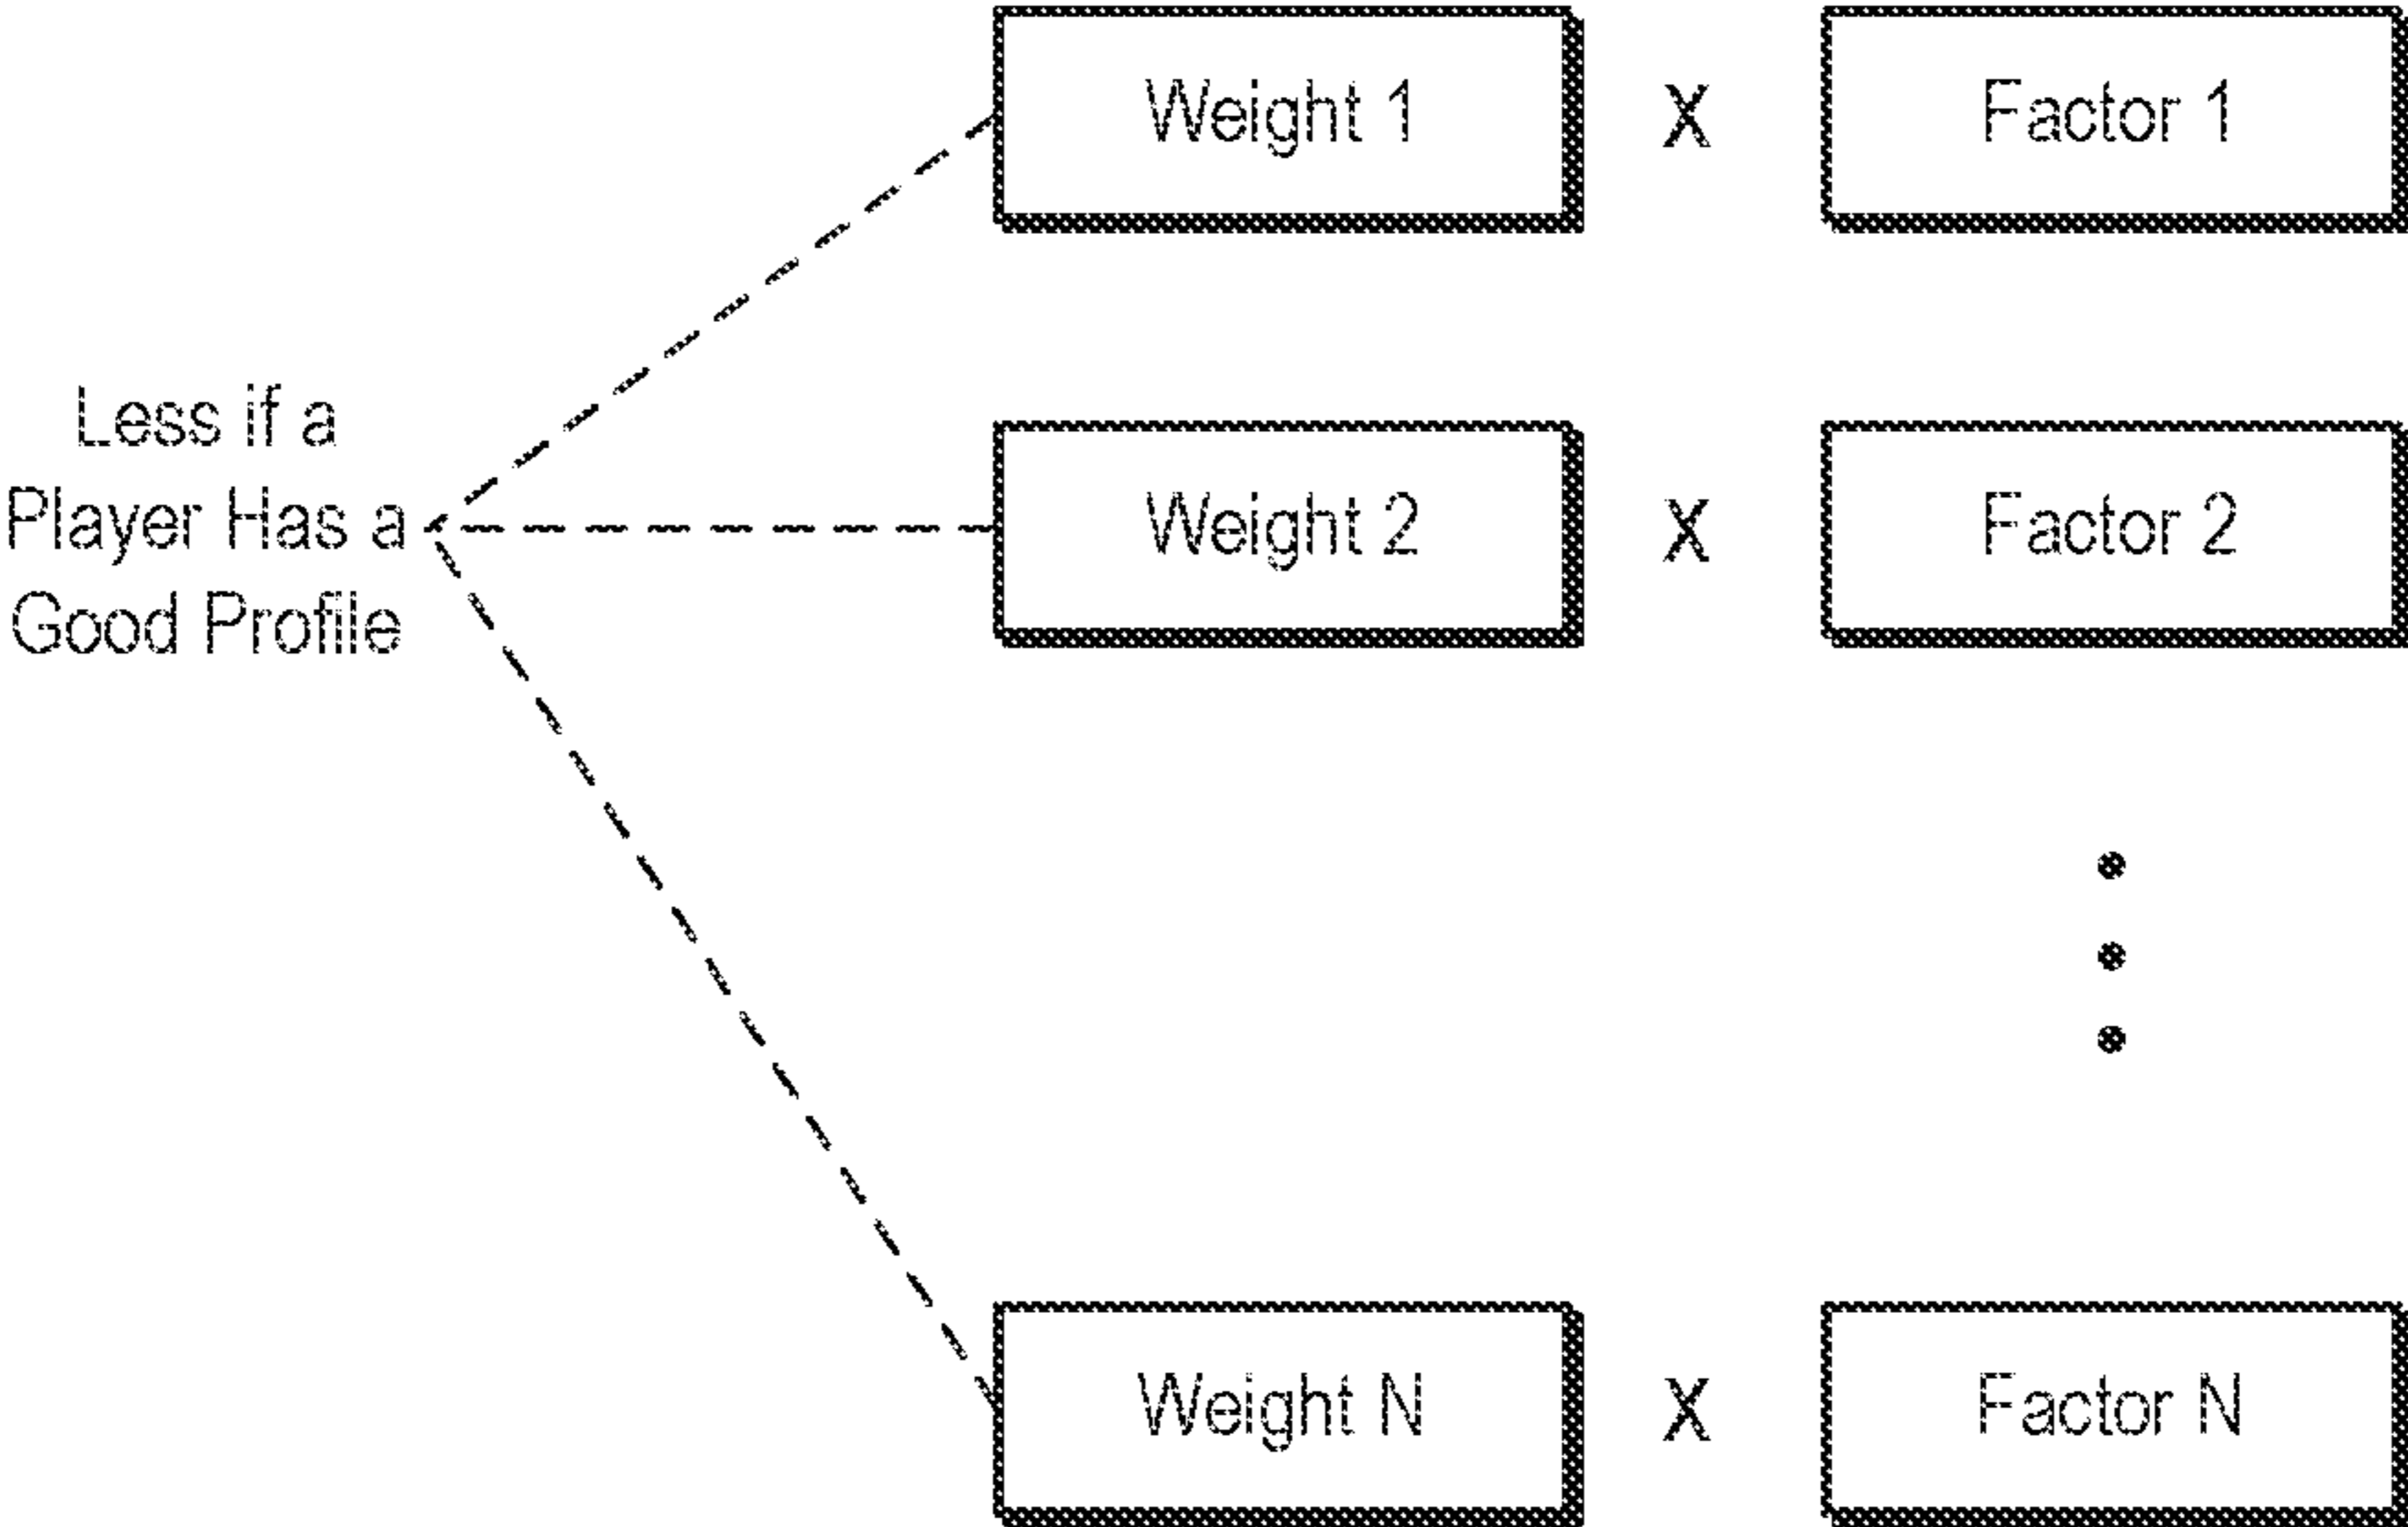 Weight 1 X Factor 1
Less if a
Player Has a
Good Profile
Weight 2 X Factor 2
Weight N X Factor N